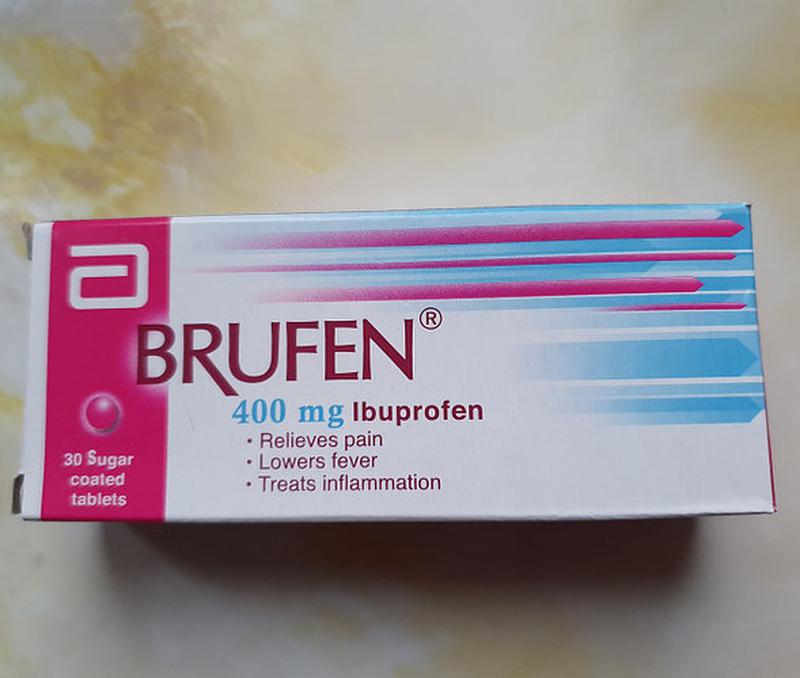 BRUFEN®
400 mg Ibuprofen
• Relieves pain
• Lowers fever
• Treats inflammation
30 Sugar
coated
tablets